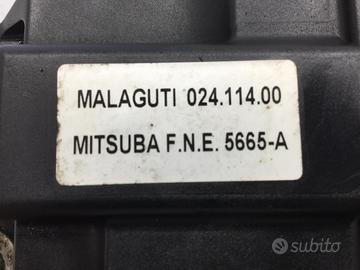 MALAGUTI 024.114.00
MITSUBA F.N.E. 5665-A
subito